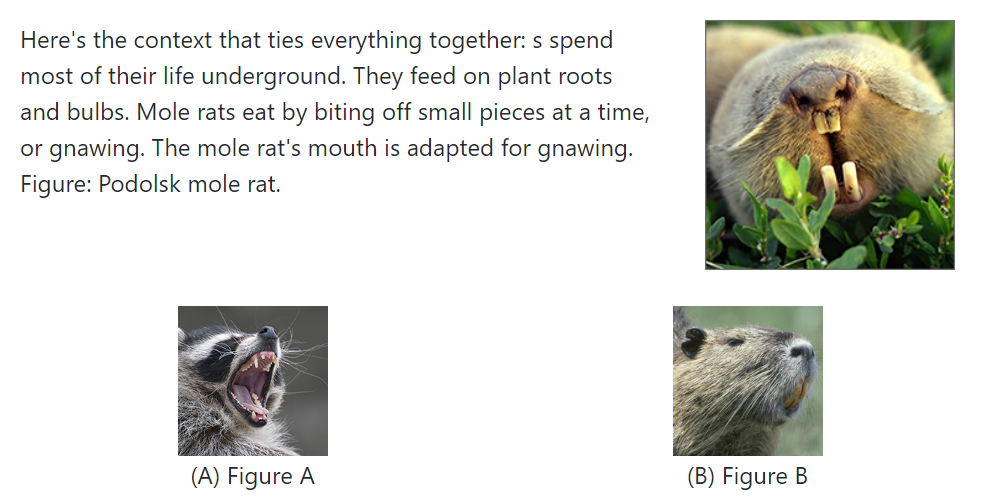 Here's the context that ties everything together: s spend
most of their life underground. They feed on plant roots
and bulbs. Mole rats eat by biting off small pieces at a time,
or gnawing. The mole rat's mouth is adapted for gnawing.
Figure: Podolsk mole rat.
(A) Figure A
(B) Figure B